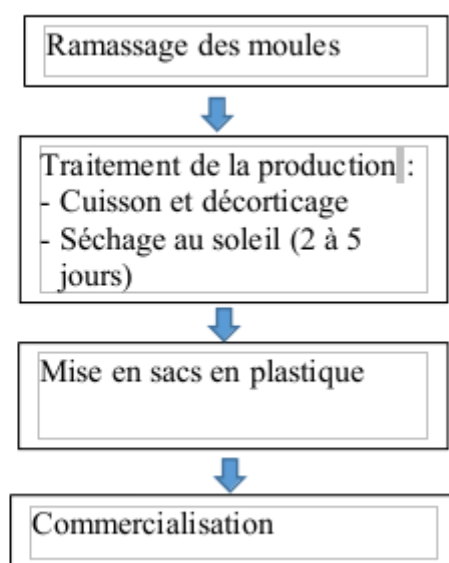 Ramassage des moules
Traitement de la production :
- Cuisson et décorticage
- Séchage au soleil (2 à 5
jours)
Mise en sacs en plastique
Commercialisation